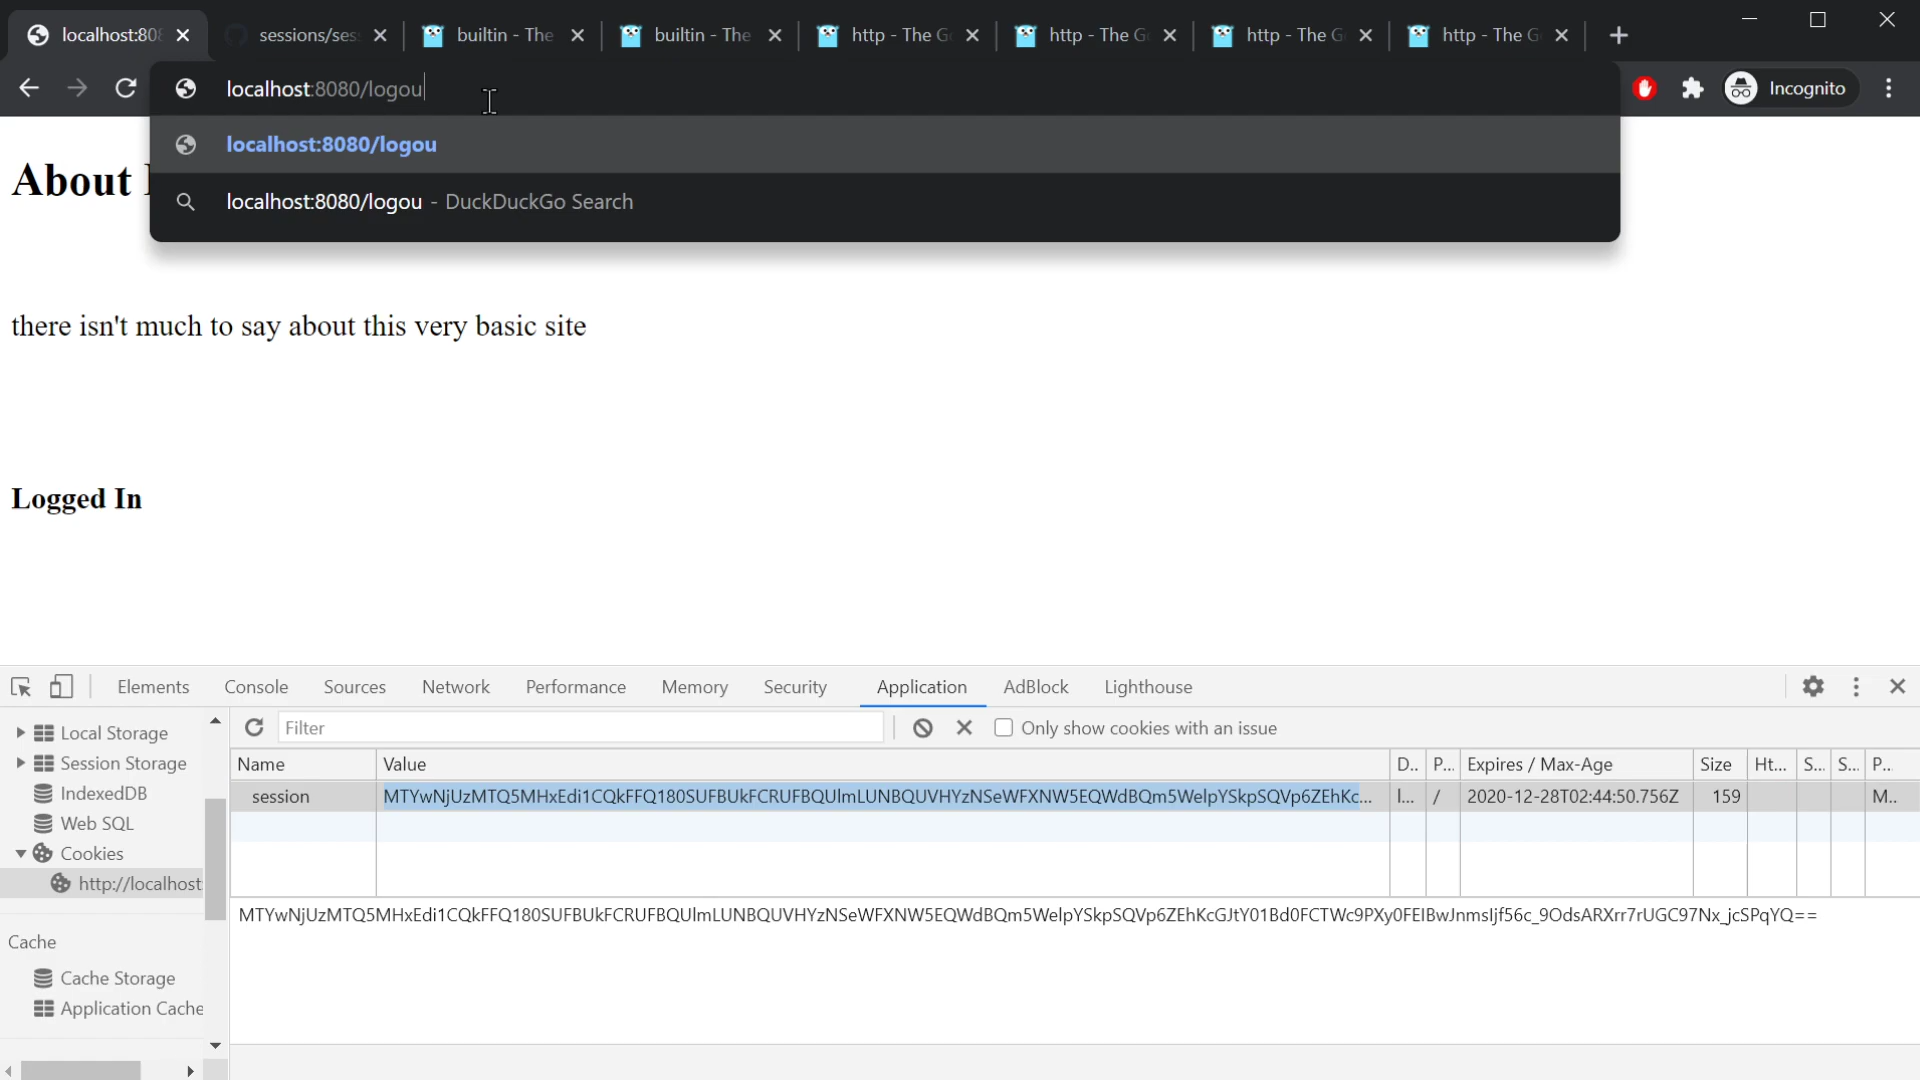 localhost:808
sessions/ses
builtin - The
builtin - The
http - The G
http - The G
http - The G
http - The G
localhost:8080/logou
Incognito
localhost:8080/logou
localhost:8080/logou - DuckDuckGo Search
About
there isn't much to say about this very basic site
Logged In
Elements Console Sources Network Performance Memory Security Application AdBlock Lighthouse
Local Storage
Session Storage
IndexedDB
Web SQL
Cookies
http://localhost
Cache
Cache Storage
Application Cache
Filter
Only show cookies with an issue
Name Value D.. P... Expires / Max-Age Size Ht... S... S... P...
session MTYwNjUzMTQ5MHxEdi1CQkFFQ180SUFBUkFCRUFBQUlmLUNBQUVHYzNSeWFXNW5EQWdBQm5WelpYSkpSQVp6ZEhKc... l... / 2020-12-28T02:44:50.756Z 159 M..
MTYwNjUzMTQ5MHxEdi1CQkFFQ180SUFBUkFCRUFBQUlmLUNBQUVHYzNSeWFXNW5EQWdBQm5WelpYSkpSQVp6ZEhKcGJtY01Bd0FCTWc9PXy0FEIBwJnmsljf56c_9OdsARXrr7rUGC97Nx_jcSPqYQ==